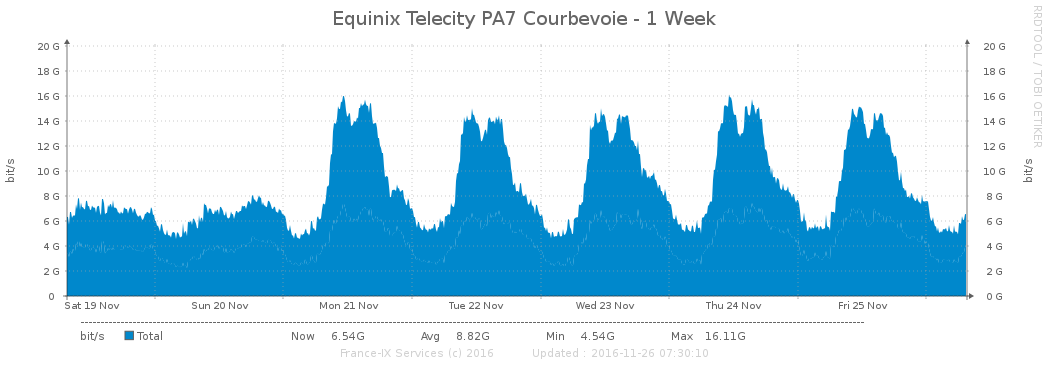 Equinix Telecity PA7 Courbevoie - 1 Week
RRDTOOL / TOBI OETIKER
20 G 20 G
18 G 18 G
16 G 16 G
14 G 14 G
12 G 12 G
10 G 10 G
8 G 8 G
6 G 6 G
4 G 4 G
2 G 2 G
0 0 G
bit/s bit/s
Sat 19 Nov Sun 20 Nov Mon 21 Nov Tue 22 Nov Wed 23 Nov Thu 24 Nov Fri 25 Nov
bit/s Total Now 6.54G Avg 8.82G Min 4.54G Max 16.11G
France-IX Services (c) 2016 Updated : 2016-11-26 07:30:10